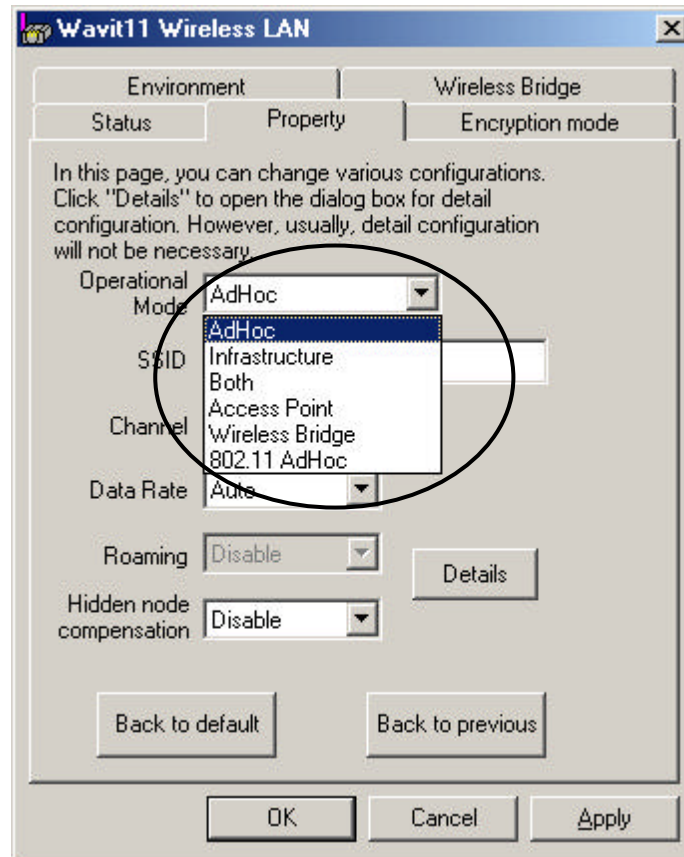 Wavit11 Wireless LAN
Environment
Wireless Bridge
Status
Property
Encryption mode
In this page, you can change various configurations.
Click "Details" to open the dialog box for detail
configuration. However, usually, detail configuration
will not be necessary.
Operational
Mode
AdHoc
AdHoc
Infrastructure
Both
Access Point
Wireless Bridge
802.11 AdHoc
SSID
Channel
Data Rate
Auto
Roaming
Disable
Details
Hidden node
compensation
Disable
Back to default
Back to previous
OK
Cancel
Apply